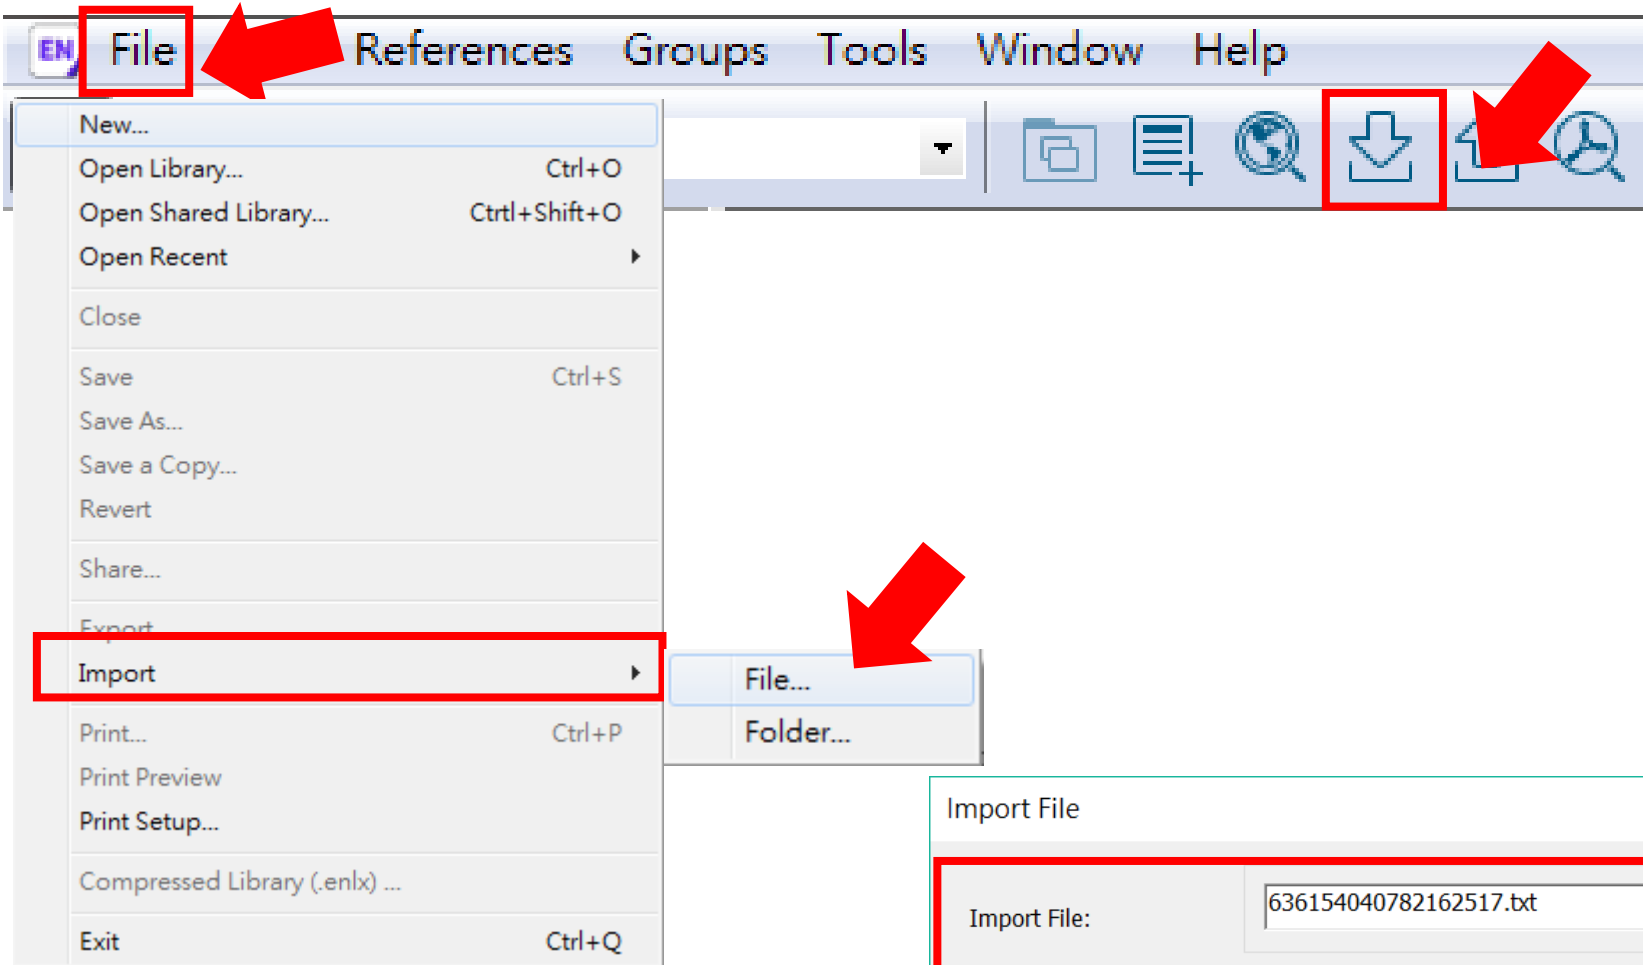 EN File References Groups Tools Window Help
New...
Open Library... Ctrl+O
Open Shared Library... Ctrtl+Shift+O
Open Recent
Close
Save Ctrl+S
Save As...
Save a Copy...
Revert
Share...
Export
Import
File...
Folder...
Print... Ctrl+P
Print Preview
Print Setup...
Compressed Library (.enlx) ...
Exit Ctrl+Q
Import File
Import File: 636154040782162517.txt